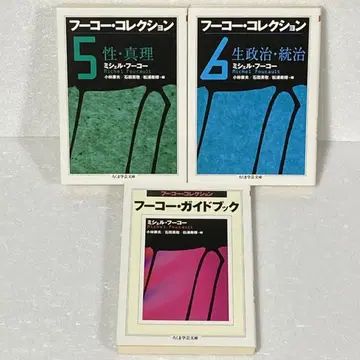 フーコー・コレクション
5 性・真理
ミシェル・フーコー
Michel Foucault
小林康夫 石田英敬 松浦寿輝・編
ちくま学芸文庫
フーコー・コレクション
6 生政治・統治
ミシェル・フーコー
Michel Foucault
小林康夫 石田英敬 松浦寿輝・編
ちくま学芸文庫
フーコー・コレクション
フーコー・ガイドブック
ミシェル・フーコー
Michel Foucault
小林康夫 石田英敬 松浦寿輝・編
ちくま学芸文庫